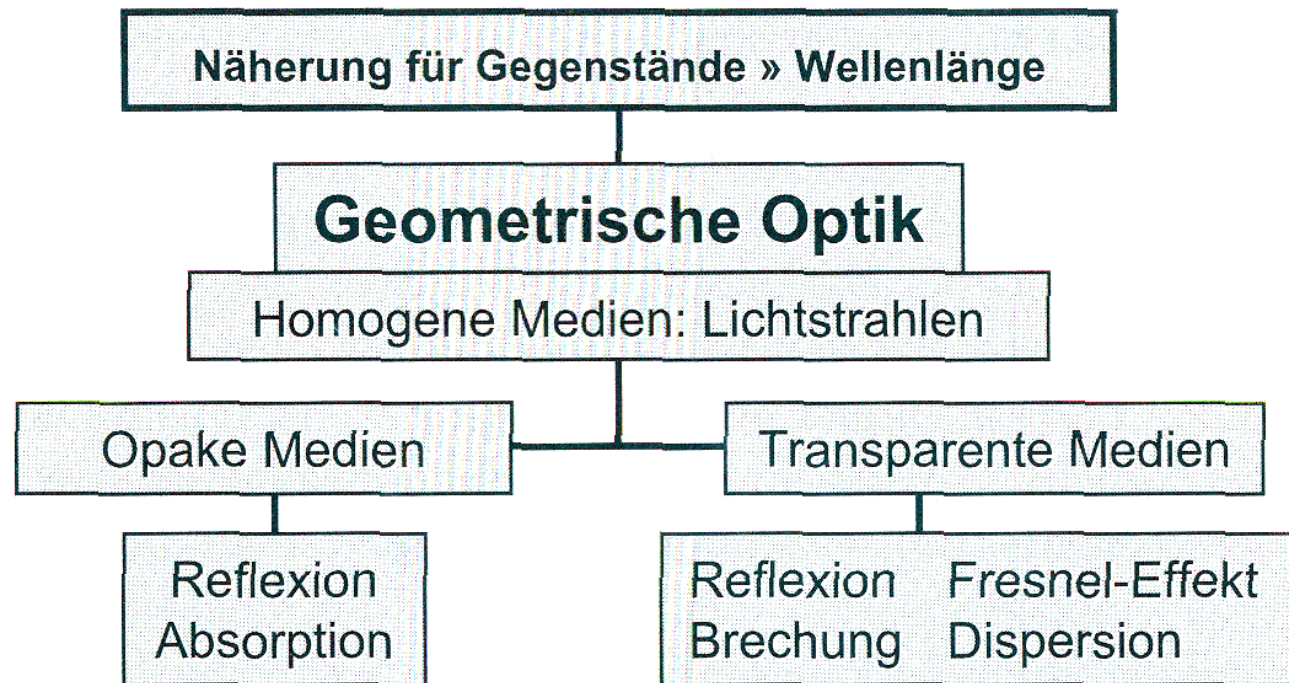 Näherung für Gegenstände » Wellenlänge
Geometrische Optik
Homogene Medien: Lichtstrahlen
Opake Medien
Transparente Medien
Reflexion
Absorption
Reflexion Fresnel-Effekt
Brechung Dispersion